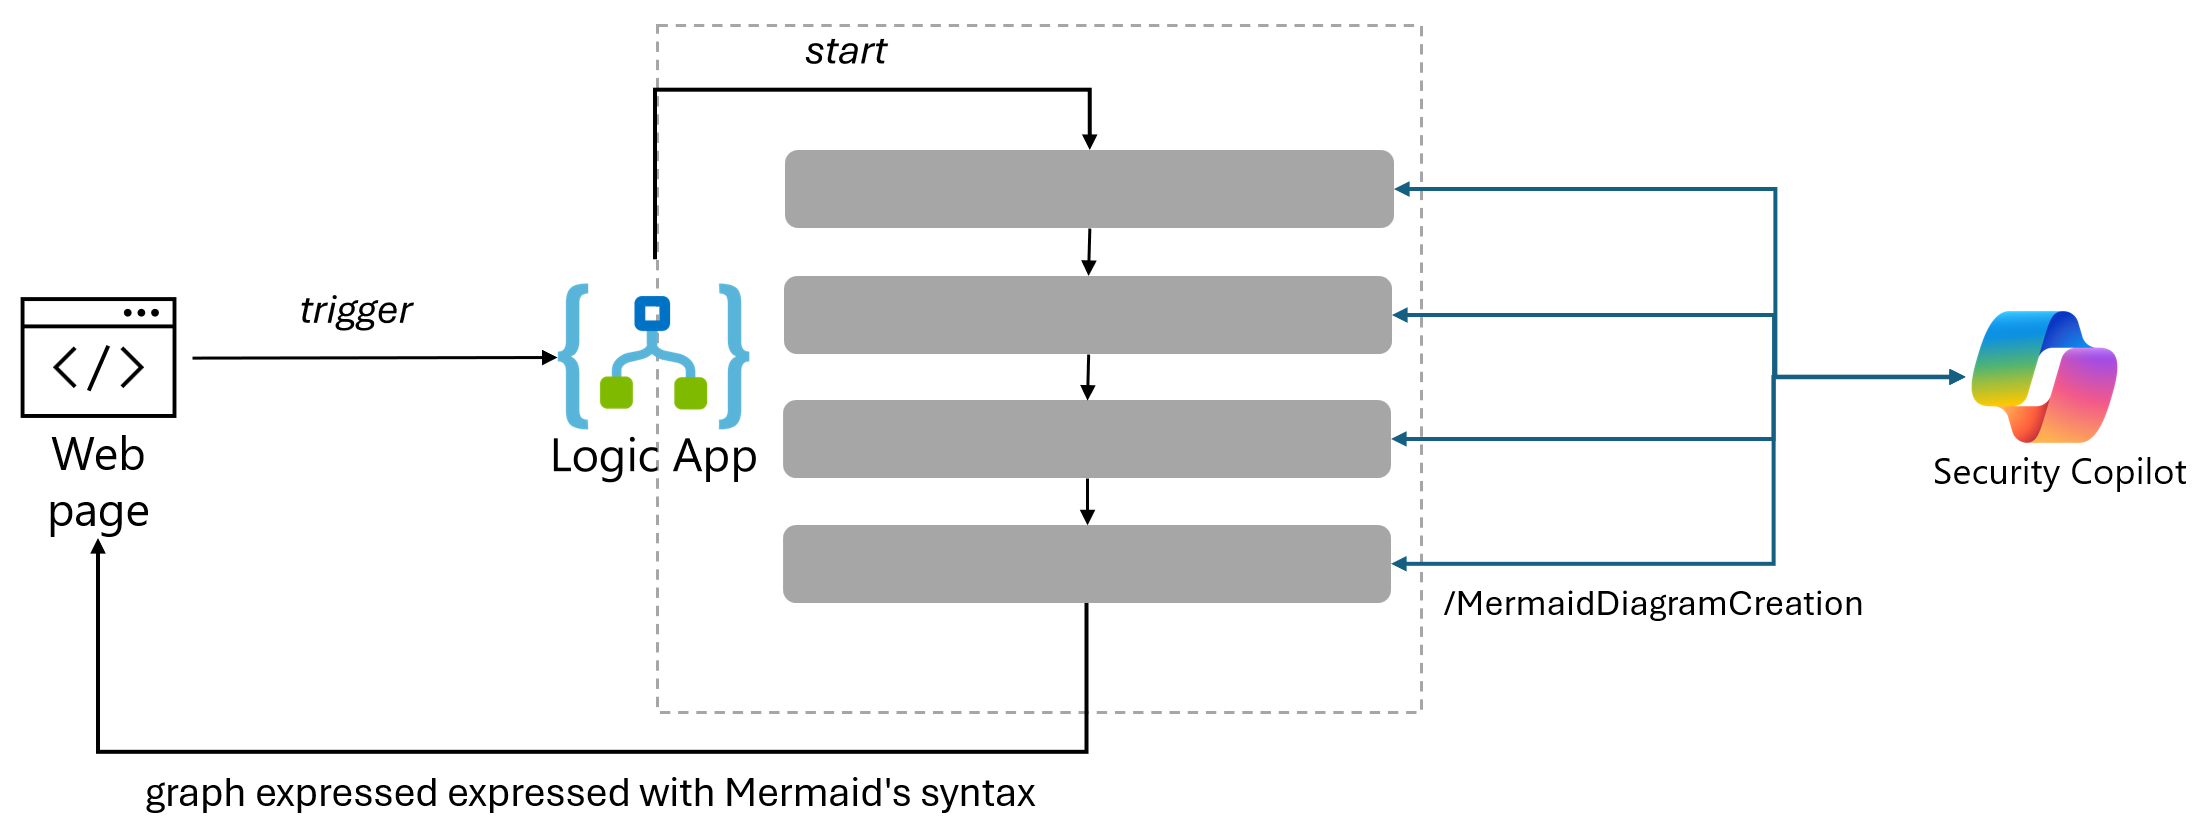 start
trigger
</>
Web
page
Logic App
Security Copilot
/MermaidDiagramCreation
graph expressed expressed with Mermaid's syntax